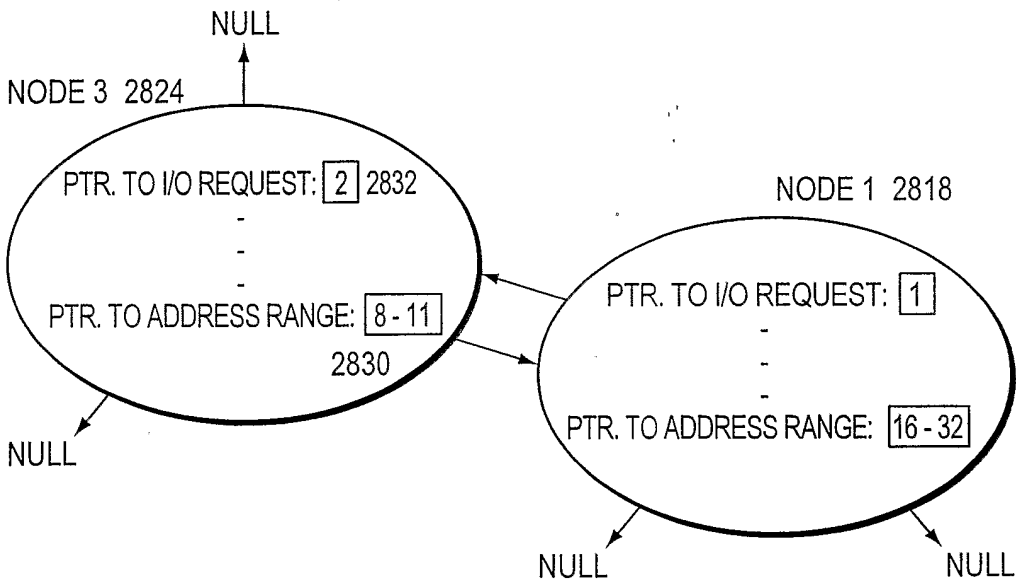 NULL
NODE 3 2824
PTR. TO I/O REQUEST: 2 2832
-
-
-
PTR. TO ADDRESS RANGE: 8 - 11
2830
NULL
NODE 1 2818
PTR. TO I/O REQUEST: 1
-
-
-
PTR. TO ADDRESS RANGE: 16 - 32
NULL
NULL